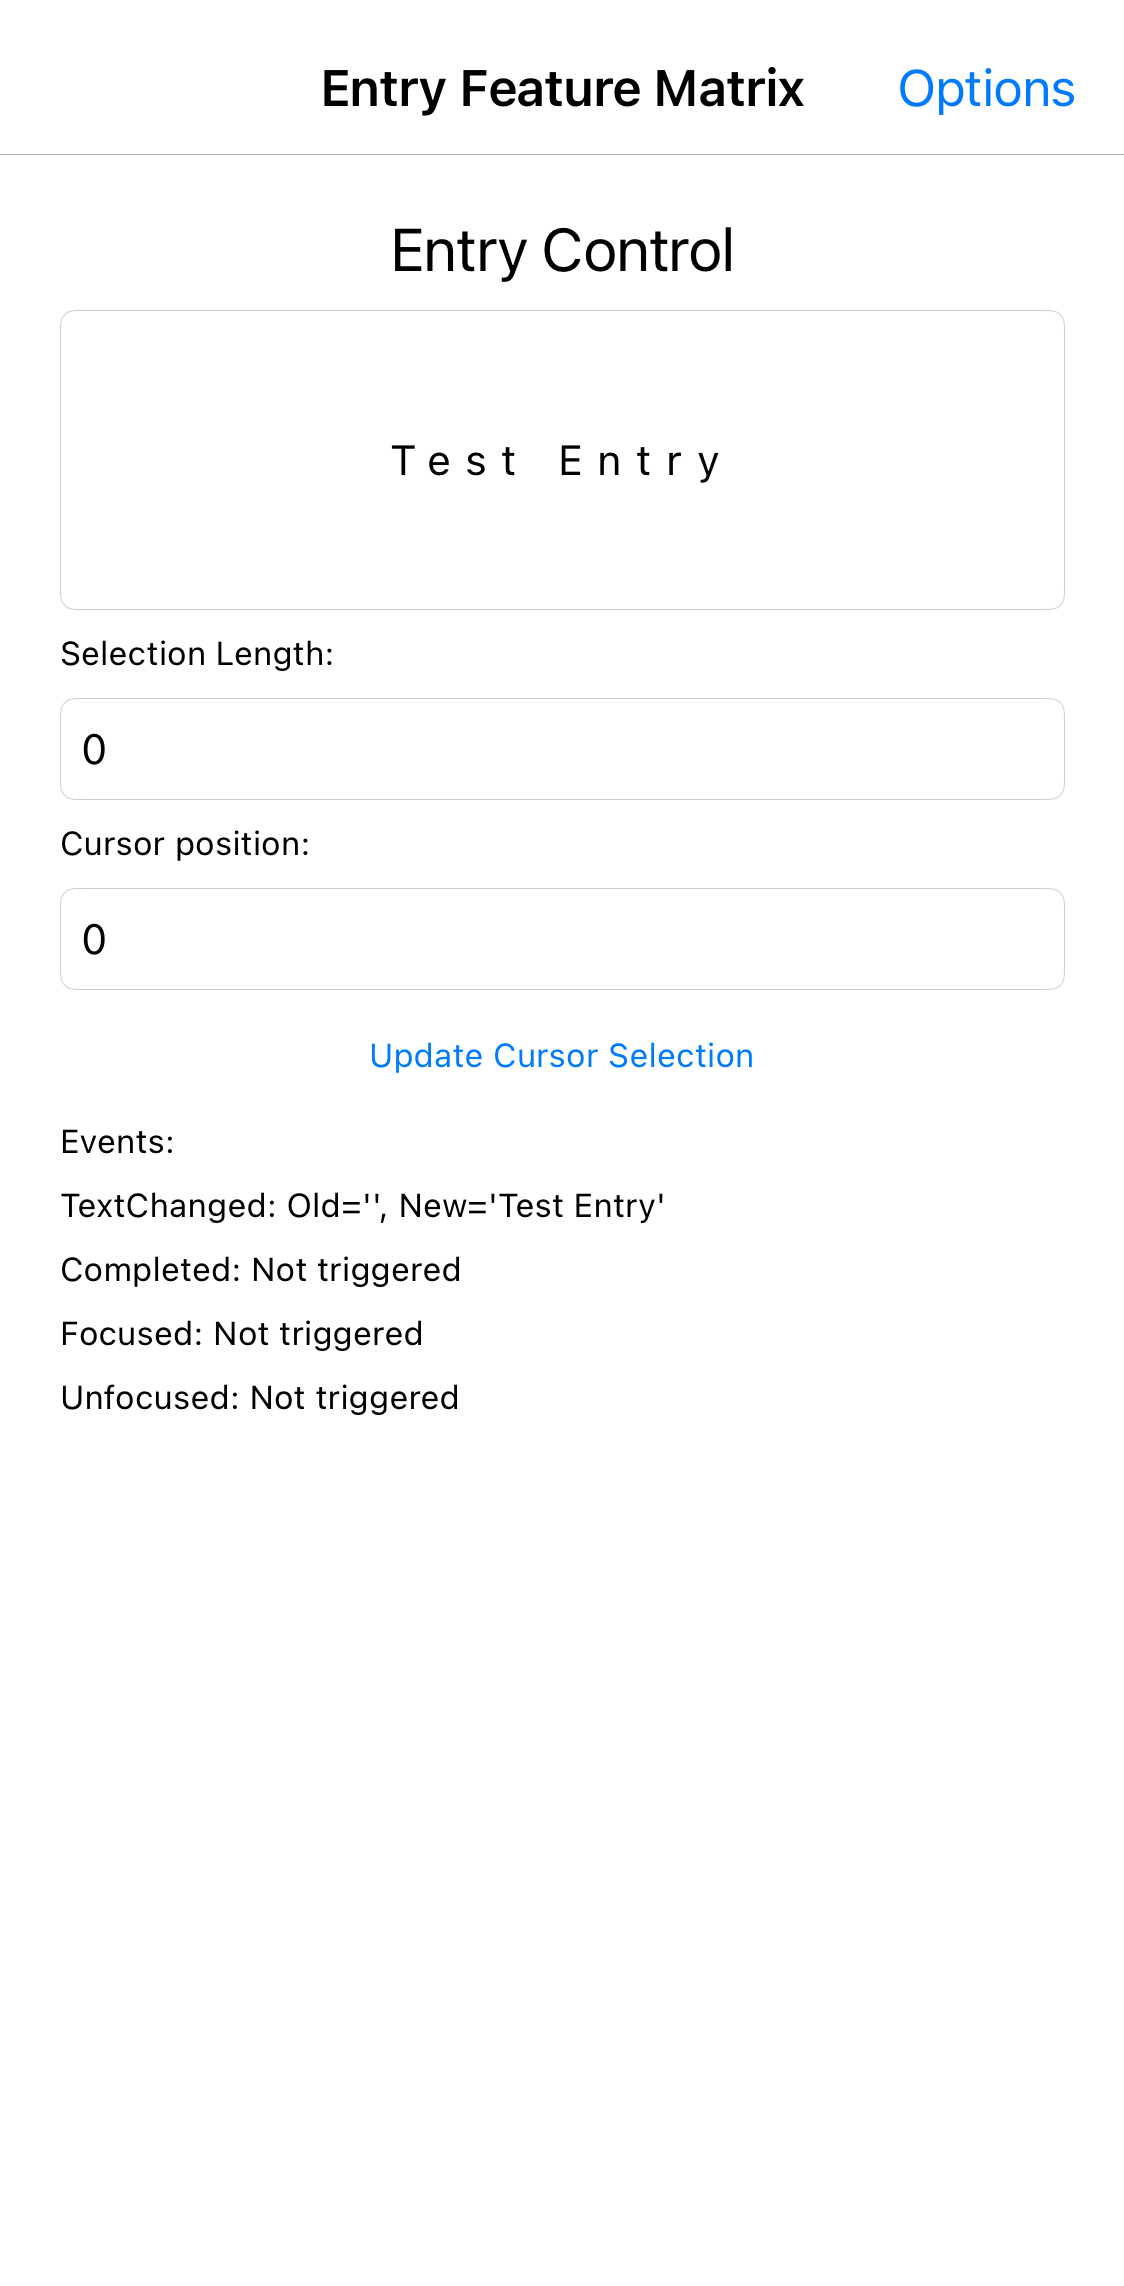 Entry Feature Matrix Options
Entry Control
Test Entry
Selection Length:
0
Cursor position:
0
Update Cursor Selection
Events:
TextChanged: Old='', New='Test Entry'
Completed: Not triggered
Focused: Not triggered
Unfocused: Not triggered